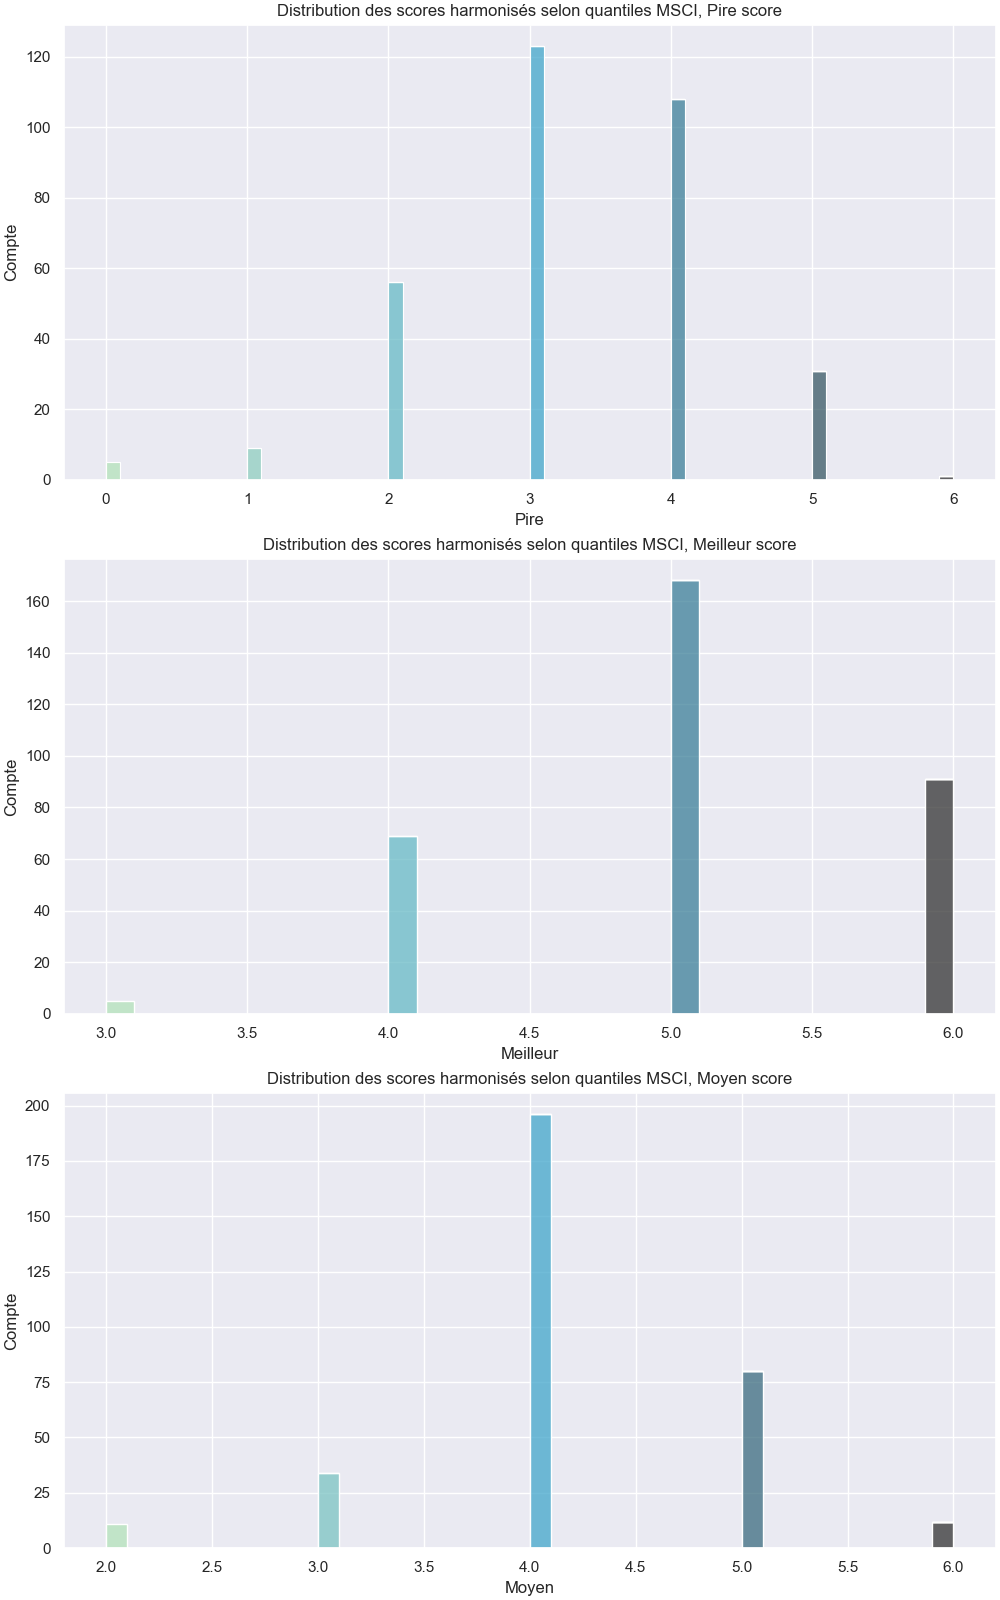 Distribution des scores harmonisés selon quantiles MSCI, Pire score
120
100
80
60
40
20
0
Compte
0 1 2 3 4 5 6
Pire
Distribution des scores harmonisés selon quantiles MSCI, Meilleur score
160
140
120
100
80
60
40
20
0
Compte
3.0 3.5 4.0 4.5 5.0 5.5 6.0
Meilleur
Distribution des scores harmonisés selon quantiles MSCI, Moyen score
200
175
150
125
100
75
50
25
0
Compte
2.0 2.5 3.0 3.5 4.0 4.5 5.0 5.5 6.0
Moyen